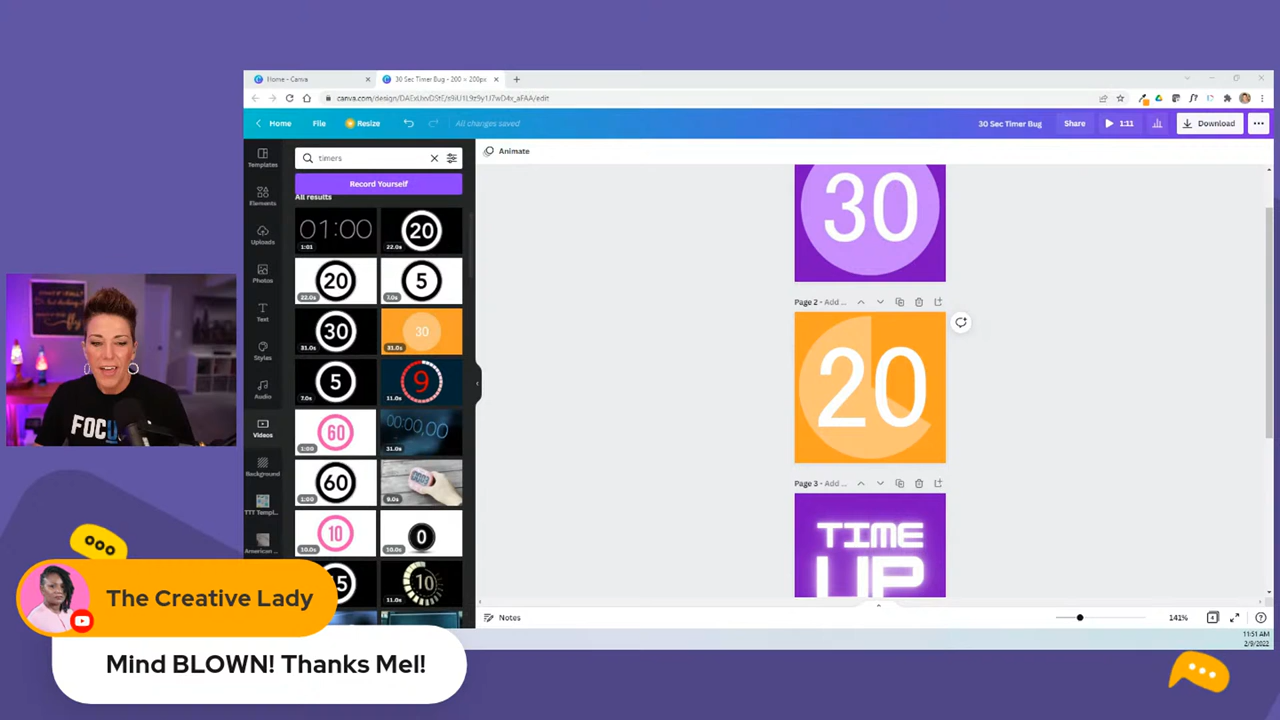 Home - Canva
30 Sec Timer Bug - 200 × 200px
canva.com/design/
/edit
Home File Resize All changes saved 30 Sec Timer Bug Share 1:11 Download
Templates
Elements
Uploads
Photos
Text
Styles
Audio
Videos
Background
TTT Templ...
American ...
timers
Record Yourself
All results
01:00
1:01
20
22.0s
20
22.0s
5
7.0s
30
31.0s
30
31.0s
5
7.0s
9
11.0s
60
1:00
00:00,00
31.0s
60
1:00
9.0s
10
10.0s
0
10.0s
5
10
11.0s
Animate
30
Page 2 - Add ...
20
Page 3 - Add ...
TIME
UP
Notes
141%
11:51 AM
2/9/2022
FOCU
The Creative Lady
Mind BLOWN! Thanks Mel!